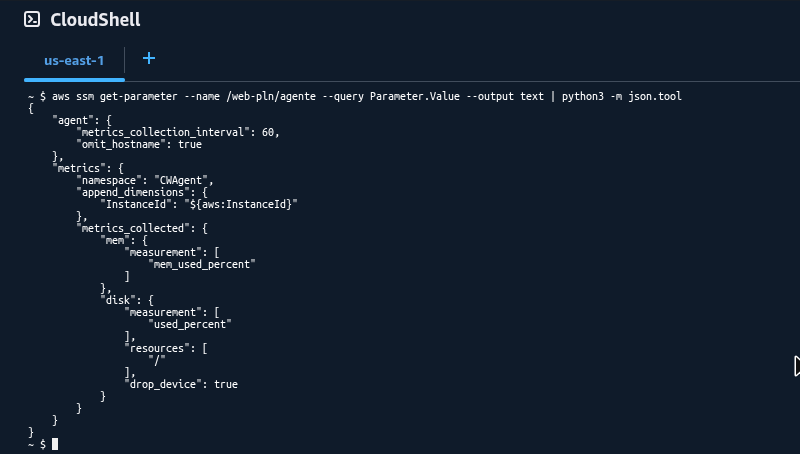 CloudShell
us-east-1 +
~ $ aws ssm get-parameter --name /web-pln/agente --query Parameter.Value --output text | python3 -m json.tool
{
    "agent": {
        "metrics_collection_interval": 60,
        "omit_hostname": true
    },
    "metrics": {
        "namespace": "CWAgent",
        "append_dimensions": {
            "InstanceId": "${aws:InstanceId}"
        },
        "metrics_collected": {
            "mem": {
                "measurement": [
                    "mem_used_percent"
                ]
            },
            "disk": {
                "measurement": [
                    "used_percent"
                ],
                "resources": [
                    "/"
                ],
                "drop_device": true
            }
        }
    }
}
~ $